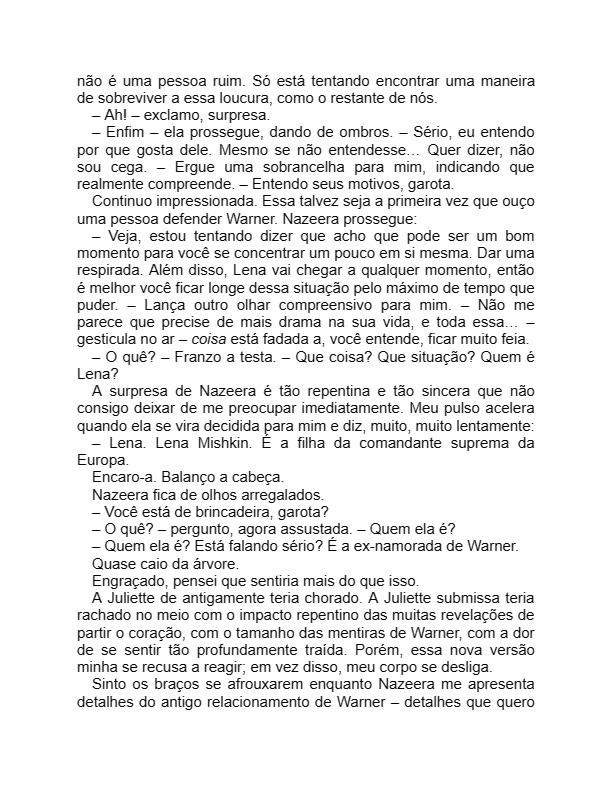 não é uma pessoa ruim. Só está tentando encontrar uma maneira
de sobreviver a essa loucura, como o restante de nós.
– Ah! – exclamo, surpresa.
– Enfim – ela prossegue, dando de ombros. – Sério, eu entendo
por que gosta dele. Mesmo se não entendesse… Quer dizer, não
sou cega. – Ergue uma sobrancelha para mim, indicando que
realmente compreende. – Entendo seus motivos, garota.
Continuo impressionada. Essa talvez seja a primeira vez que ouço
uma pessoa defender Warner. Nazeera prossegue:
– Veja, estou tentando dizer que acho que pode ser um bom
momento para você se concentrar um pouco em si mesma. Dar uma
respirada. Além disso, Lena vai chegar a qualquer momento, então
é melhor você ficar longe dessa situação pelo máximo de tempo que
puder. – Lança outro olhar compreensivo para mim. – Não me
parece que precise de mais drama na sua vida, e toda essa… –
gesticula no ar – coisa está fadada a, você entende, ficar muito feia.
– O quê? – Franzo a testa. – Que coisa? Que situação? Quem é
Lena?
A surpresa de Nazeera é tão repentina e tão sincera que não
consigo deixar de me preocupar imediatamente. Meu pulso acelera
quando ela se vira decidida para mim e diz, muito, muito lentamente:
– Lena. Lena Mishkin. É a filha da comandante suprema da
Europa.
Encaro-a. Balanço a cabeça.
Nazeera fica de olhos arregalados.
– Você está de brincadeira, garota?
– O quê? – pergunto, agora assustada. – Quem ela é?
– Quem ela é? Está falando sério? É a ex-namorada de Warner.
Quase caio da árvore.
Engraçado, pensei que sentiria mais do que isso.
A Juliette de antigamente teria chorado. A Juliette submissa teria
rachado no meio com o impacto repentino das muitas revelações de
partir o coração, com o tamanho das mentiras de Warner, com a dor
de se sentir tão profundamente traída. Porém, essa nova versão
minha se recusa a reagir; em vez disso, meu corpo se desliga.
Sinto os braços se afrouxarem enquanto Nazeera me apresenta
detalhes do antigo relacionamento de Warner – detalhes que quero